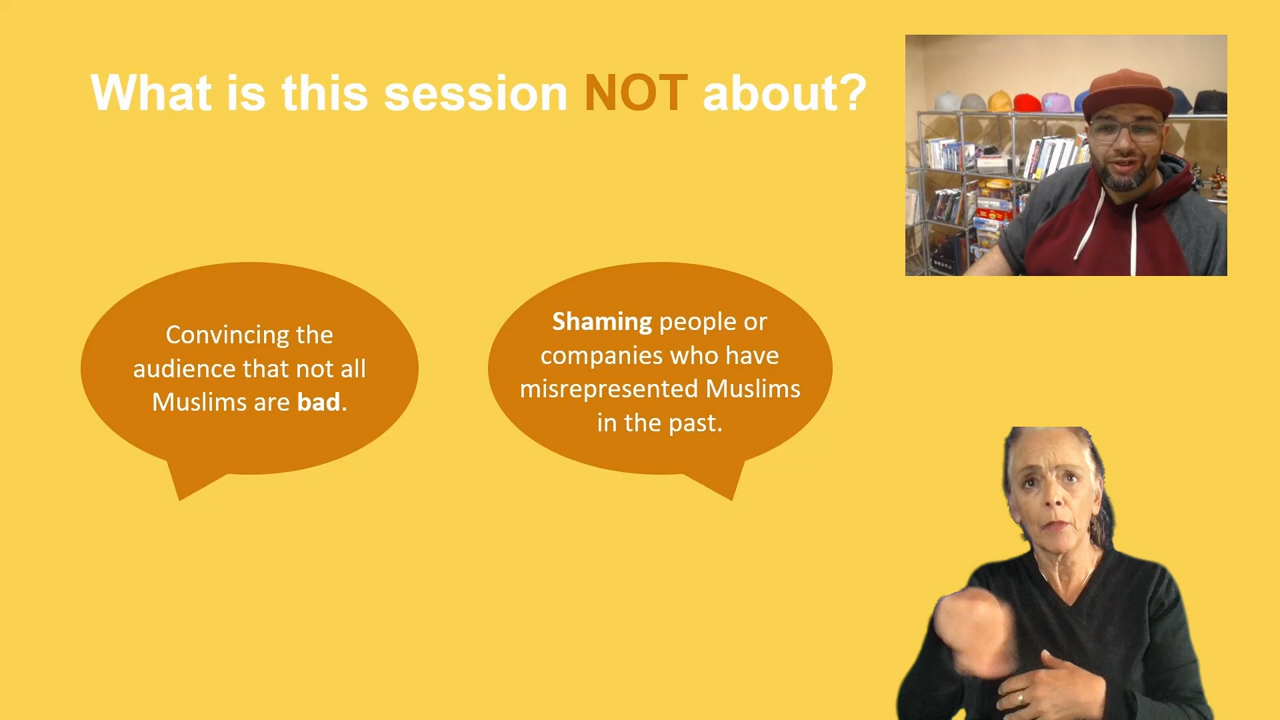 What is this session NOT about?
Convincing the
audience that not all
Muslims are bad.
Shaming people or
companies who have
misrepresented Muslims
in the past.